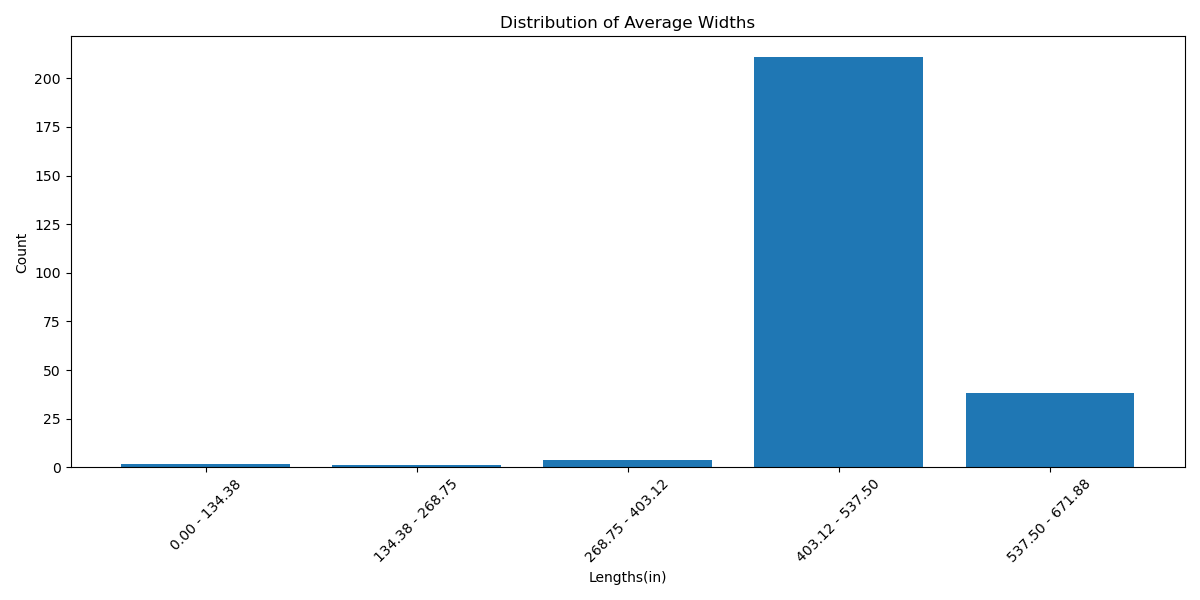 Distribution of Average Widths
200
175
150
125
100
75
50
25
0
Count
0.00 - 134.38
134.38 - 268.75
268.75 - 403.12
403.12 - 537.50
537.50 - 671.88
Lengths(in)